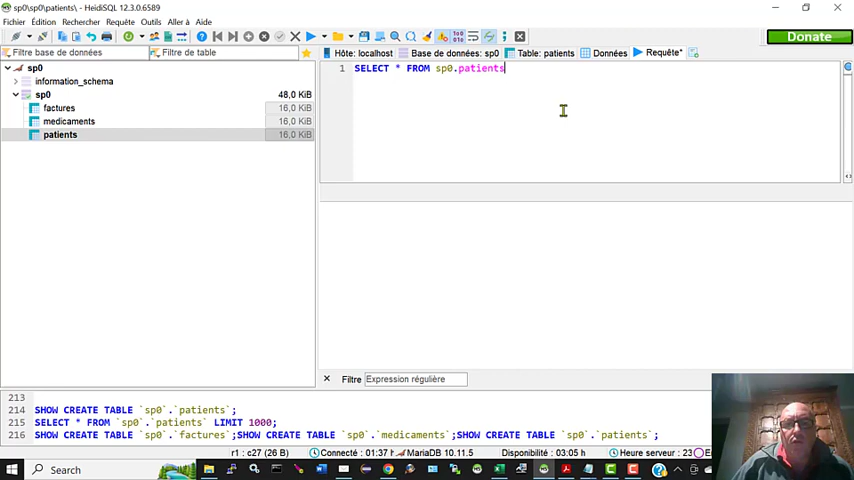 sp0\sp0\patients\ - HeidiSQL 12.3.0.6589
Fichier Édition Rechercher Requête Outils Aller à Aide
Donate
Filtre base de données Filtre de table
Hôte: localhost Base de données: sp0 Table: patients Données Requête*
sp0
information_schema
sp0 48,0 KiB
factures 16,0 KiB
medicaments 16,0 KiB
patients 16,0 KiB
1 SELECT * FROM sp0.patients
Filtre Expression régulière
213
214 SHOW CREATE TABLE `sp0`.`patients`;
215 SELECT * FROM `sp0`.`patients` LIMIT 1000;
216 SHOW CREATE TABLE `sp0`.`factures`;SHOW CREATE TABLE `sp0`.`medicaments`;SHOW CREATE TABLE `sp0`.`patients`;
r1 : c27 (26 B) Connecté : 01:37 MariaDB 10.11.5 Disponibilité : 03:05 h Heure serveur : 23
Search